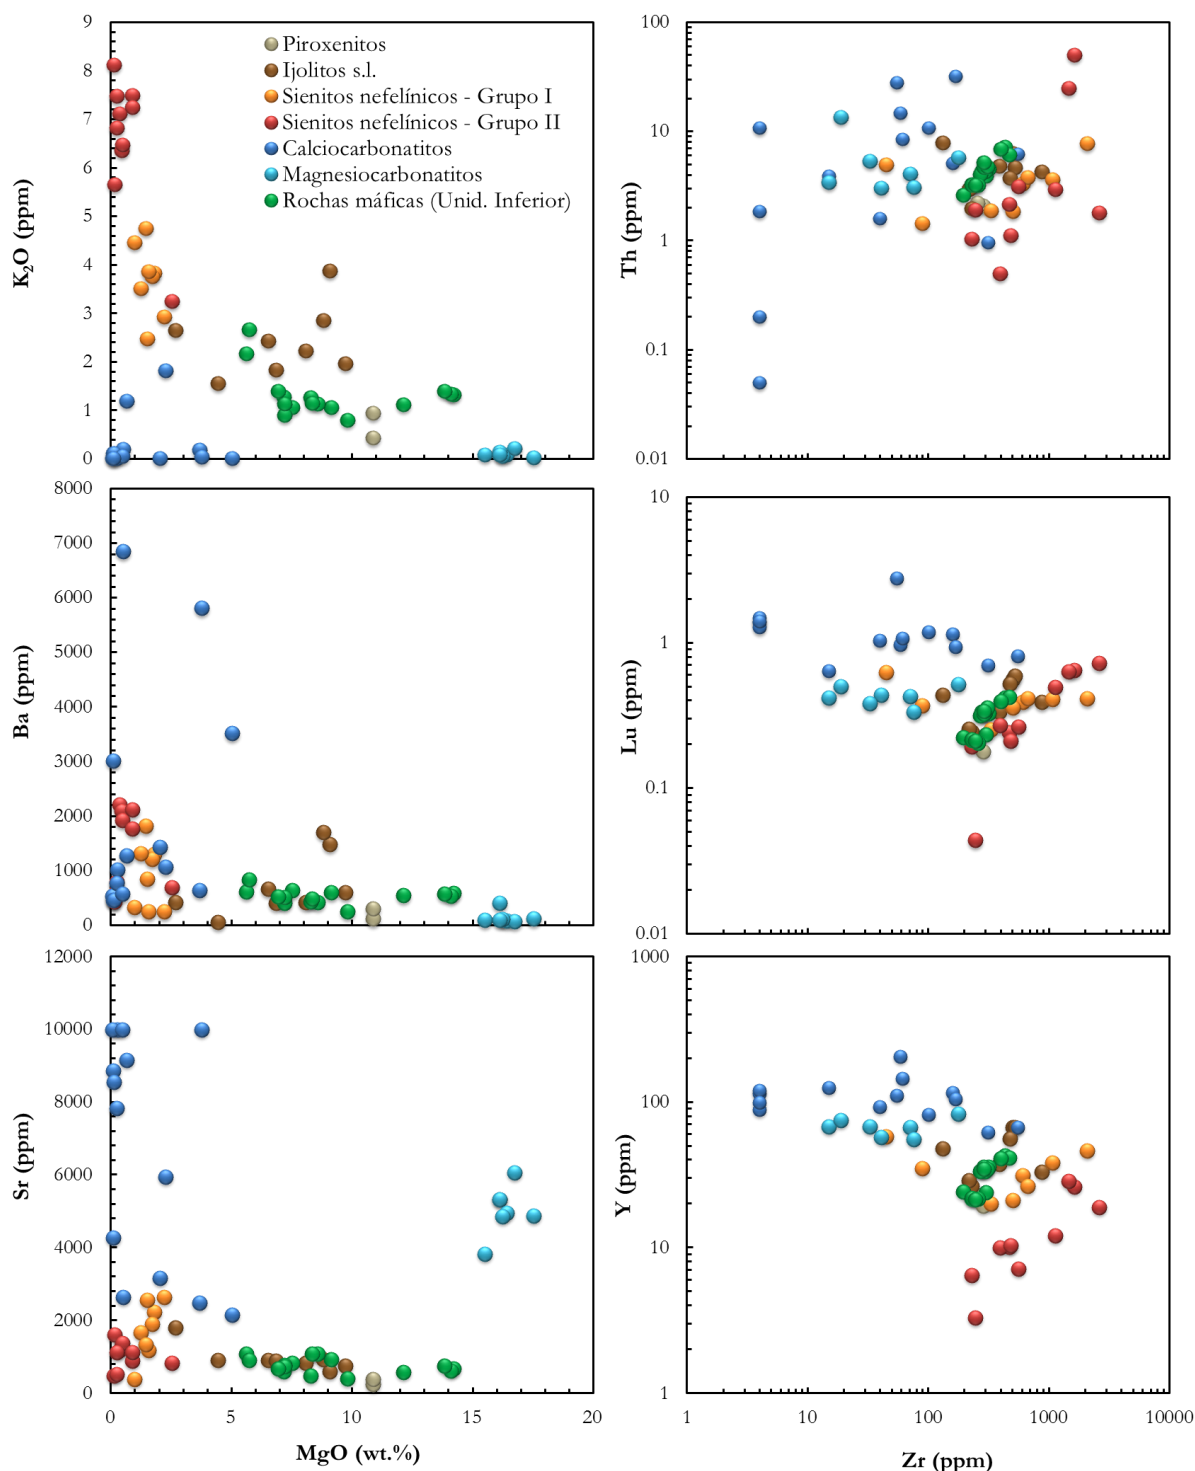 9
8
7
6
5
4
3
2
1
0
K2O (ppm)
Piroxenitos
Ijolitos s.l.
Sienitos nefelínicos - Grupo I
Sienitos nefelínicos - Grupo II
Calciocarbonatitos
Magnesiocarbonatitos
Rochas máficas (Unid. Inferior)
100
10
1
0.1
0.01
Th (ppm)
8000
7000
6000
5000
4000
3000
2000
1000
0
Ba (ppm)
10
1
0.1
0.01
Lu (ppm)
12000
10000
8000
6000
4000
2000
0
Sr (ppm)
0 5 10 15 20
MgO (wt.%)
1000
100
10
1
Y (ppm)
1 10 100 1000 10000
Zr (ppm)